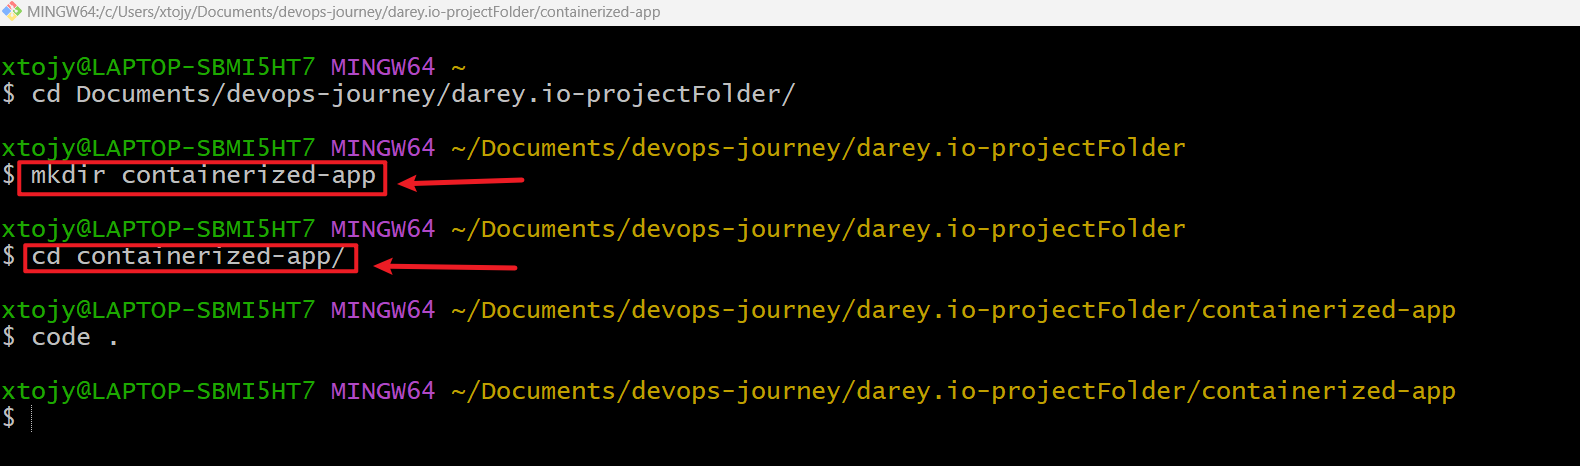 MINGW64:/c/Users/xtojy/Documents/devops-journey/darey.io-projectFolder/containerized-app
xtojy@LAPTOP-SBMI5HT7 MINGW64 ~
$ cd Documents/devops-journey/darey.io-projectFolder/
xtojy@LAPTOP-SBMI5HT7 MINGW64 ~/Documents/devops-journey/darey.io-projectFolder
$ mkdir containerized-app
xtojy@LAPTOP-SBMI5HT7 MINGW64 ~/Documents/devops-journey/darey.io-projectFolder
$ cd containerized-app/
xtojy@LAPTOP-SBMI5HT7 MINGW64 ~/Documents/devops-journey/darey.io-projectFolder/containerized-app
$ code .
xtojy@LAPTOP-SBMI5HT7 MINGW64 ~/Documents/devops-journey/darey.io-projectFolder/containerized-app
$